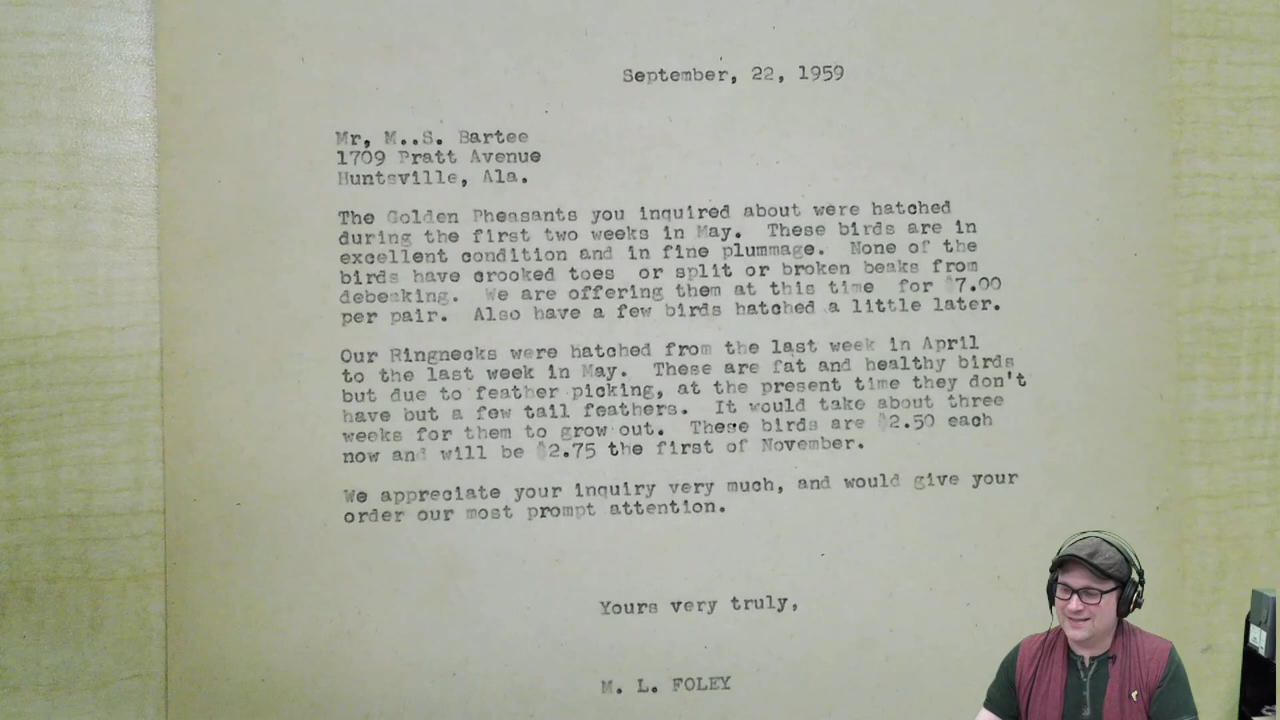 September, 22, 1959
Mr, M..S. Bartee
1709 Pratt Avenue
Huntsville, Ala.
The Golden Pheasants you inquired about were hatched
during the first two weeks in May.  These birds are in
excellent condition and in fine plummage.  None of the
birds have crooked toes  or split or broken beaks from
debeaking.  We are offering them at this time  for $7.00
per pair.  Also have a few birds hatched a little later.
Our Ringnecks were hatched from the last week in April
to the last week in May.  These are fat and healthy birds
but due to feather picking, at the present time they don't
have but a few tail feathers.  It would take about three
weeks for them to grow out.  These birds are $2.50 each
now and will be $2.75 the first of November.
We appreciate your inquiry very much, and would give your
order our most prompt attention.
Yours very truly,
M. L. FOLEY